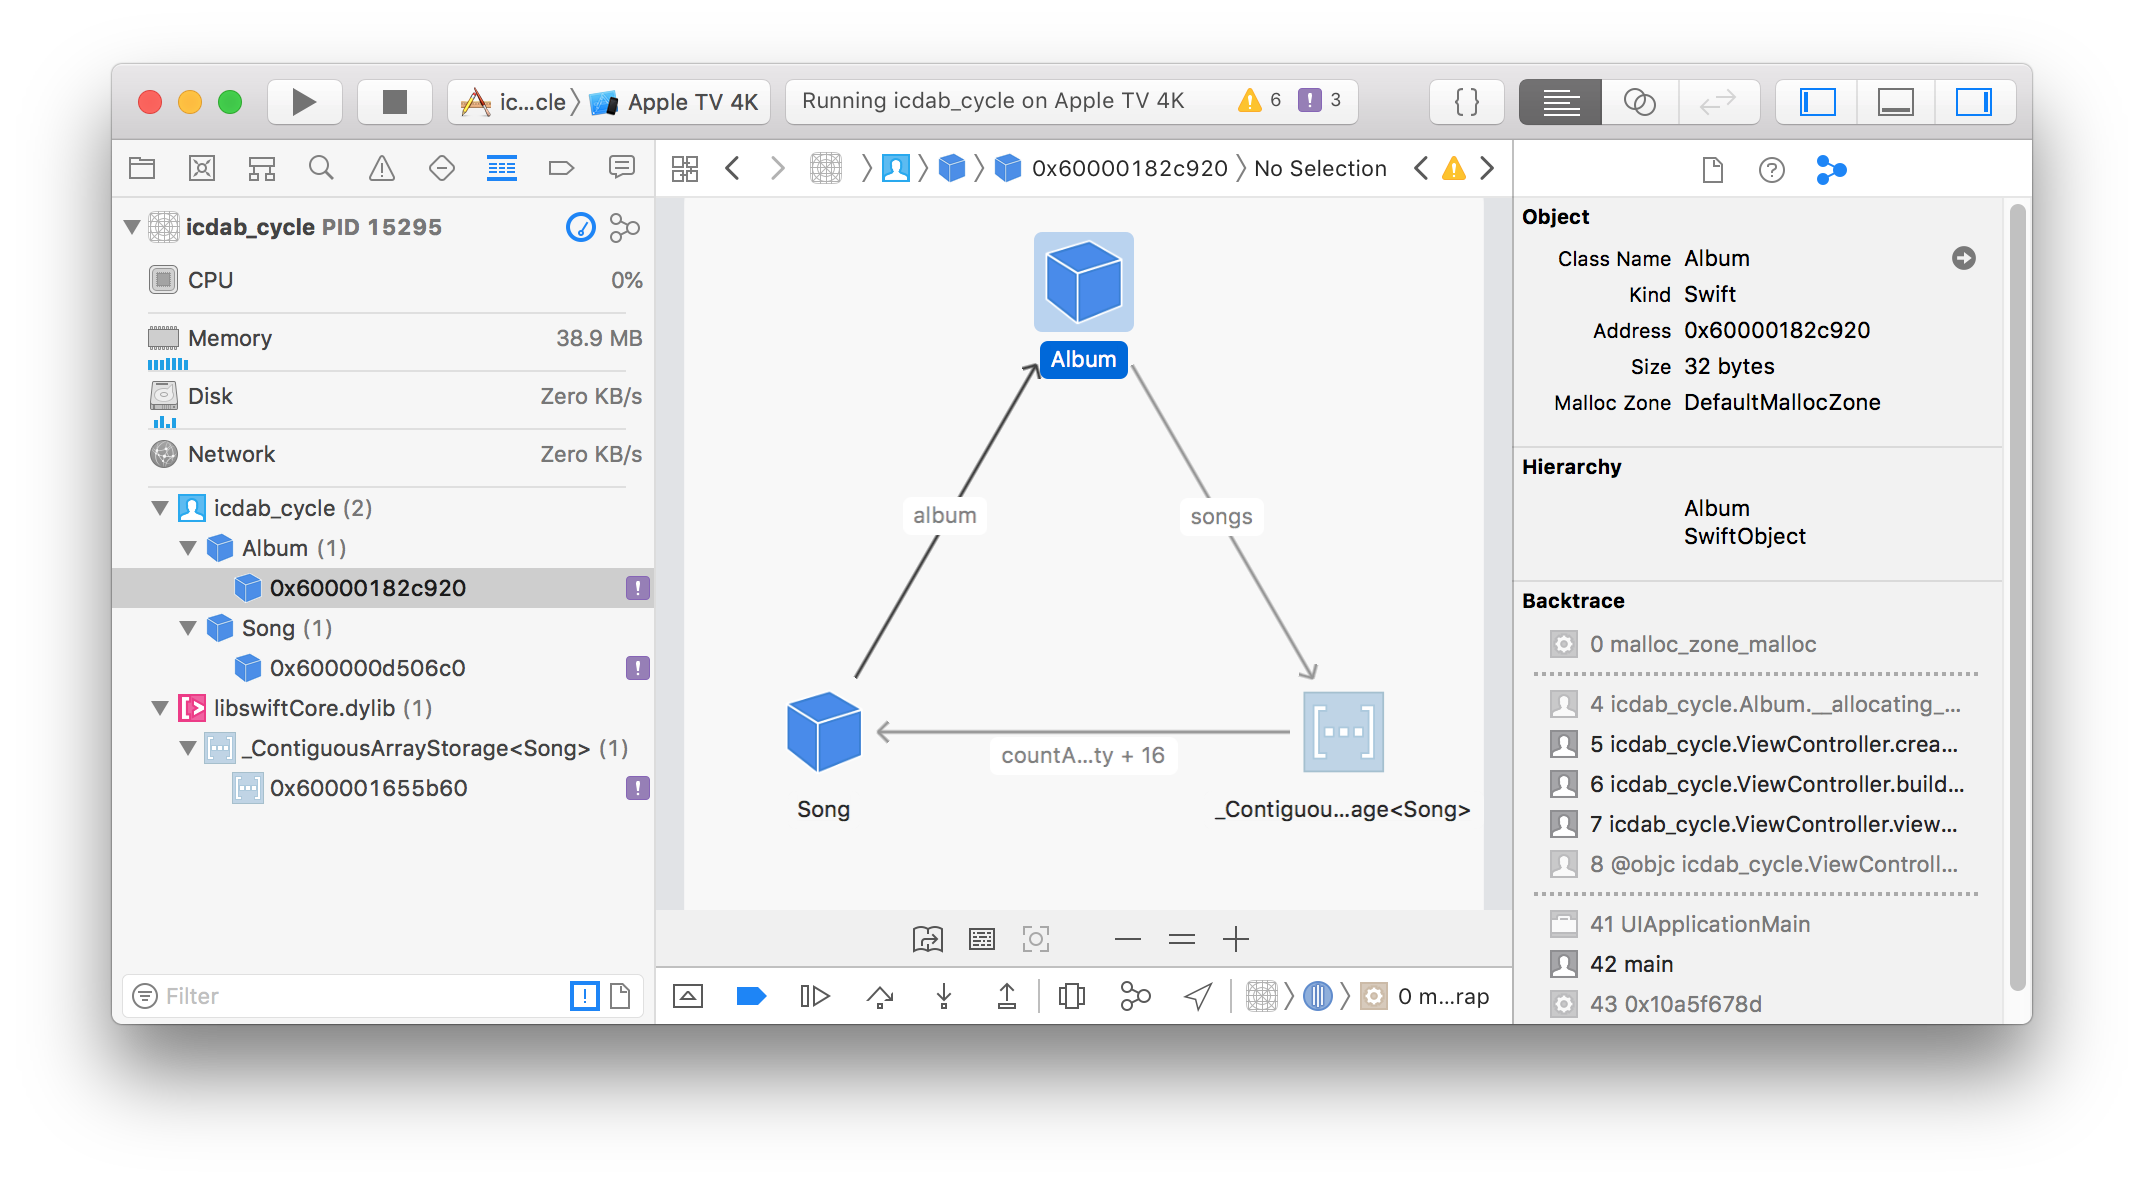 ic...cle
Apple TV 4K
Running icdab_cycle on Apple TV 4K
6
3
{ }
0x60000182c920
No Selection
icdab_cycle PID 15295
CPU
0%
Memory
38.9 MB
Disk
Zero KB/s
Network
Zero KB/s
icdab_cycle (2)
Album (1)
0x60000182c920
Song (1)
0x600000d506c0
libswiftCore.dylib (1)
_ContiguousArrayStorage<Song> (1)
0x600001655b60
Filter
Album
album
songs
countA...ty + 16
Song
_Contiguou...age<Song>
0 m...rap
Object
Class Name Album
Kind Swift
Address 0x60000182c920
Size 32 bytes
Malloc Zone DefaultMallocZone
Hierarchy
Album
SwiftObject
Backtrace
0 malloc_zone_malloc
4 icdab_cycle.Album.__allocating_...
5 icdab_cycle.ViewController.crea...
6 icdab_cycle.ViewController.build...
7 icdab_cycle.ViewController.view...
8 @objc icdab_cycle.ViewControll...
41 UIApplicationMain
42 main
43 0x10a5f678d